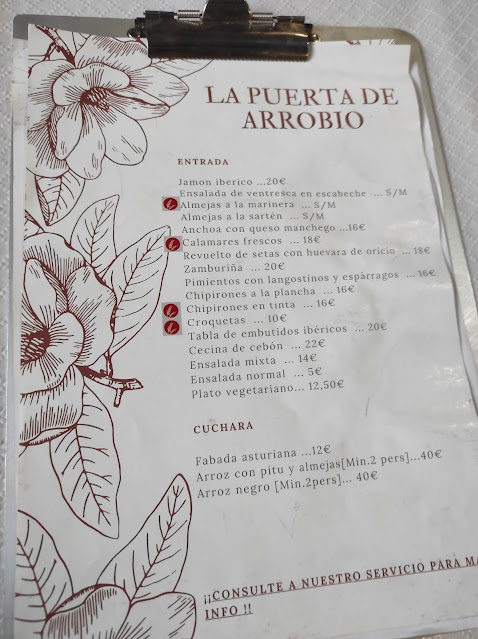 LA PUERTA DE
ARROBIO
ENTRADA
Jamon iberico ...20€
Ensalada de ventresca en escabeche ... S/M
Almejas a la marinera ... S/M
Almejas a la sartén ... S/M
Anchoa con queso manchego ...16€
Calamares frescos ... 18€
Revuelto de setas con huevara de oricio ... 18€
Zamburiña ... 20€
Pimientos con langostinos y espárragos ... 16€
Chipirones a la plancha ... 16€
Chipirones en tinta ... 16€
Croquetas ... 10€
Tabla de embutidos ibéricos ... 20€
Cecina de cebón ... 22€
Ensalada mixta ... 14€
Ensalada normal ... 5€
Plato vegetariano... 12,50€
CUCHARA
Fabada asturiana ...12€
Arroz con pitu y almejas[Min.2 pers]...40€
Arroz negro [Min.2pers]... 40€
¡¡CONSULTE A NUESTRO SERVICIO PARA
INFO !!